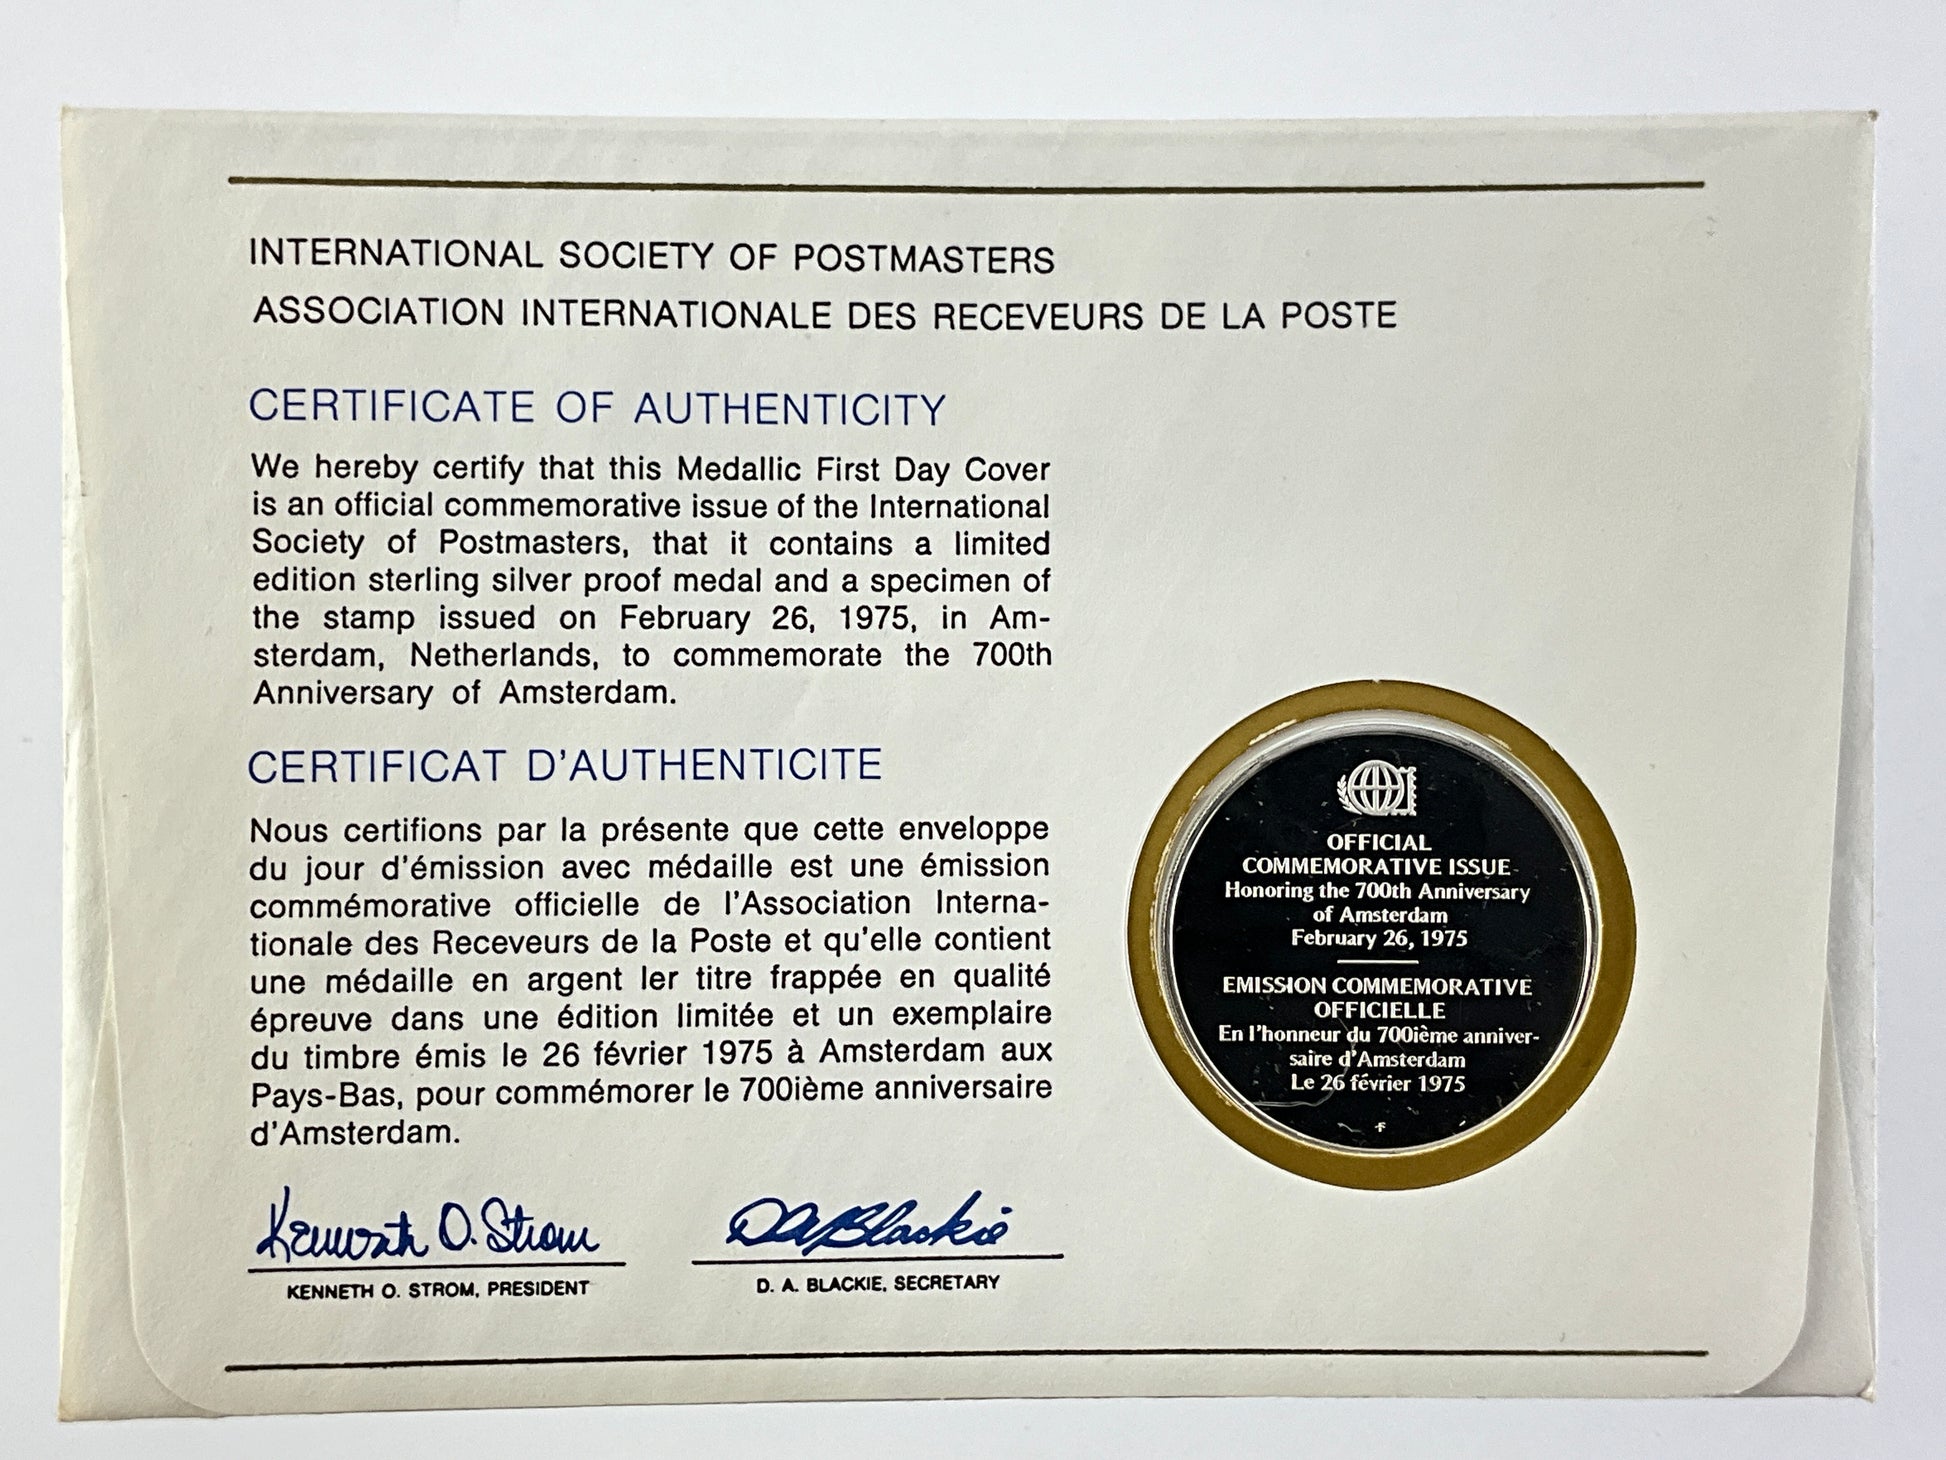 INTERNATIONAL SOCIETY OF POSTMASTERS
ASSOCIATION INTERNATIONALE DES RECEVEURS DE LA POSTE
CERTIFICATE OF AUTHENTICITY
We hereby certify that this Medallic First Day Cover
is an official commemorative issue of the International
Society of Postmasters, that it contains a limited
edition sterling silver proof medal and a specimen of
the stamp issued on February 26, 1975, in Am-
sterdam, Netherlands, to commemorate the 700th
Anniversary of Amsterdam.
CERTIFICAT D'AUTHENTICITE
Nous certifions par la présente que cette enveloppe
du jour d'émission avec médaille est une émission
commémorative officielle de l'Association Interna-
tionale des Receveurs de la Poste et qu'elle contient
une médaille en argent ler titre frappée en qualité
épreuve dans une édition limitée et un exemplaire
du timbre émis le 26 février 1975 à Amsterdam aux
Pays-Bas, pour commémorer le 700ième anniversaire
d'Amsterdam.
Kenneth O. Strom
KENNETH O. STROM, PRESIDENT
D A Blackie
D. A. BLACKIE, SECRETARY
OFFICIAL
COMMEMORATIVE ISSUE
Honoring the 700th Anniversary
of Amsterdam
February 26, 1975
EMISSION COMMEMORATIVE
OFFICIELLE
En l'honneur du 700ième anniver-
saire d'Amsterdam
Le 26 février 1975